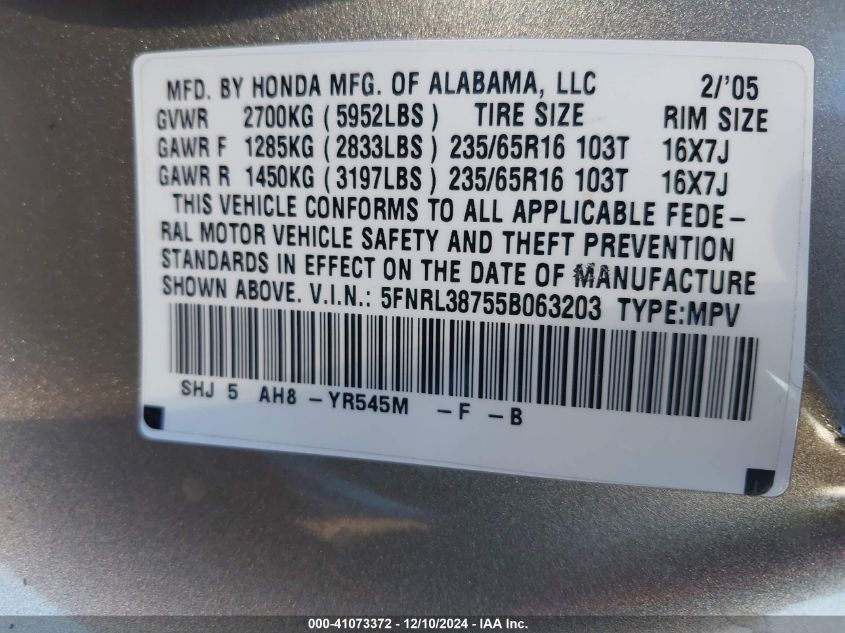 MFD. BY HONDA MFG. OF ALABAMA, LLC 2/'05
GVWR 2700KG (5952LBS) TIRE SIZE RIM SIZE
GAWR F 1285KG (2833LBS) 235/65R16 103T 16X7J
GAWR R 1450KG (3197LBS) 235/65R16 103T 16X7J
THIS VEHICLE CONFORMS TO ALL APPLICABLE FEDE-
RAL MOTOR VEHICLE SAFETY AND THEFT PREVENTION
STANDARDS IN EFFECT ON THE DATE OF MANUFACTURE
SHOWN ABOVE. V.I.N.: 5FNRL38755B063203 TYPE:MPV
SHJ 5 AH8 - YR545M - F - B
000-41073372 - 12/10/2024 - IAA Inc.